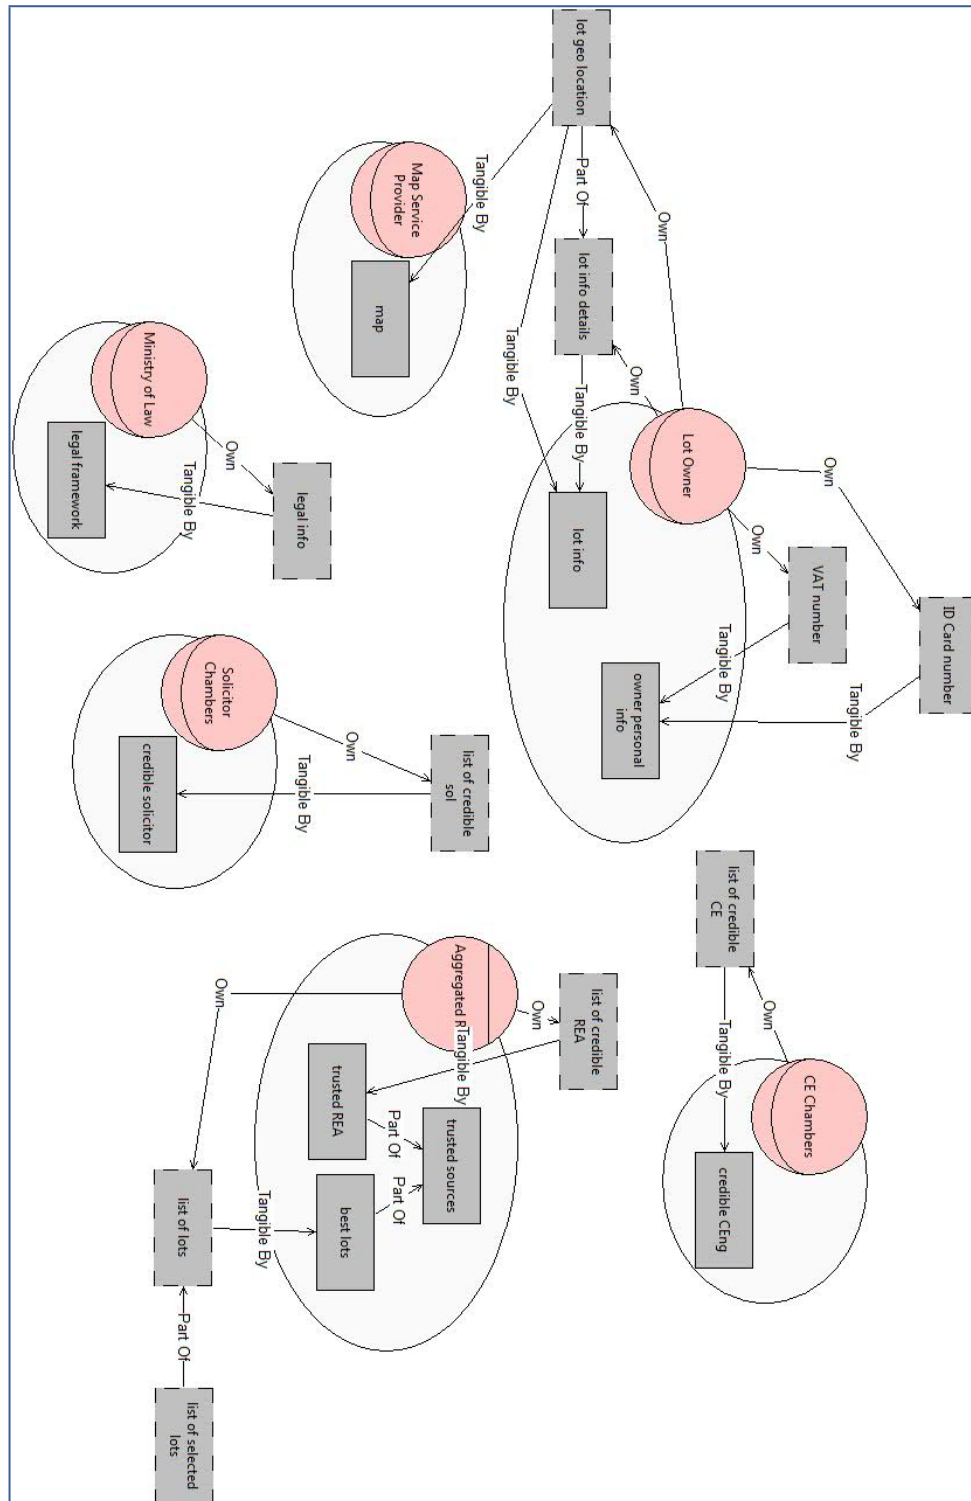 ID Card number
Own
Tangible By
VAT number
Own
Tangible By
Lot Owner
owner personal
info
Own
Own
lot geo location
Part Of
lot info details
Tangible By
lot info
Tangible By
Tangible By
Map Service
Provider
map
CE Chambers
Own
list of credible
CE
Tangible By
credible CEng
list of credible
REA
Own
Aggregated
Tangible By
trusted sources
trusted REA
Part Of
Part Of
best lots
Own
Tangible By
list of lots
Part Of
list of selected
lots
list of credible
sol
Own
Tangible By
Solicitor
Chambers
credible solicitor
legal info
Own
Tangible By
Ministry of Law
legal framework